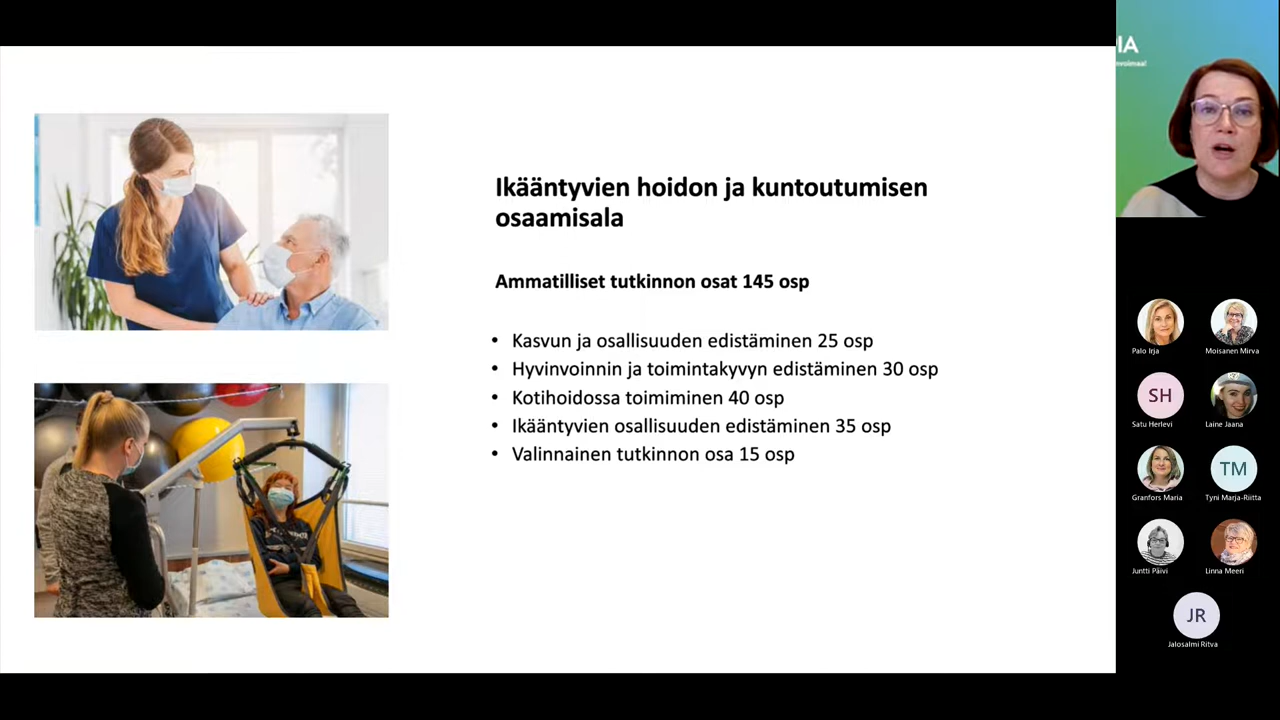 Ikääntyvien hoidon ja kuntoutumisen
osaamisala
Ammatilliset tutkinnon osat 145 osp
• Kasvun ja osallisuuden edistäminen 25 osp
• Hyvinvoinnin ja toimintakyvyn edistäminen 30 osp
• Kotihoidossa toimiminen 40 osp
• Ikääntyvien osallisuuden edistäminen 35 osp
• Valinnainen tutkinnon osa 15 osp
IA
nvoimaa!
Palo Irja
Moisanen Mirva
SH
Satu Herlevi
Laine Jaana
Granfors Maria
TM
Tyni Marja-Riitta
Juntti Päivi
Linna Meeri
JR
Jalosalmi Ritva